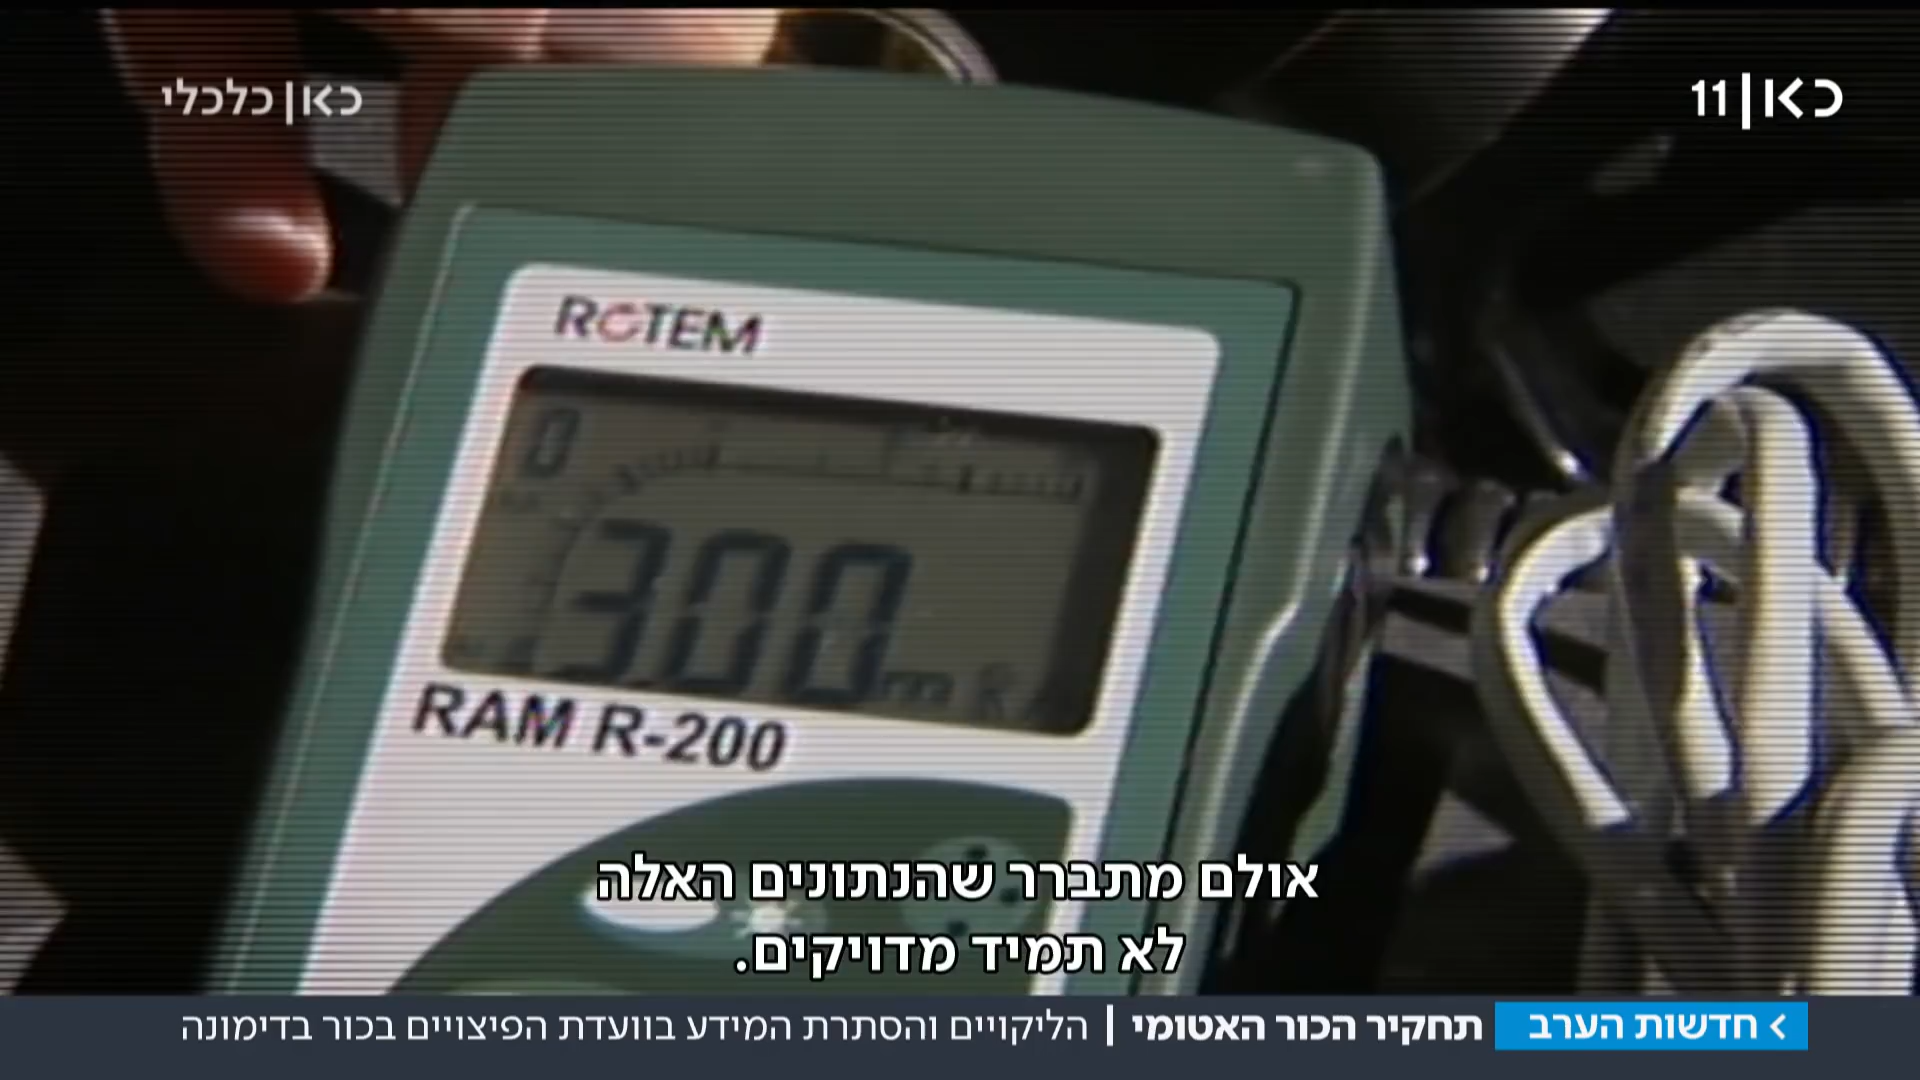 כאן|כלכלי
כאן|11
ROTEM
0
300
RAM R-200
אולם מתברר שהנתונים האלה
לא תמיד מדויקים.
חדשות הערב
תחקיר הכור האטומי | הליקויים והסתרת המידע בוועדת הפיצויים בכור בדימונה